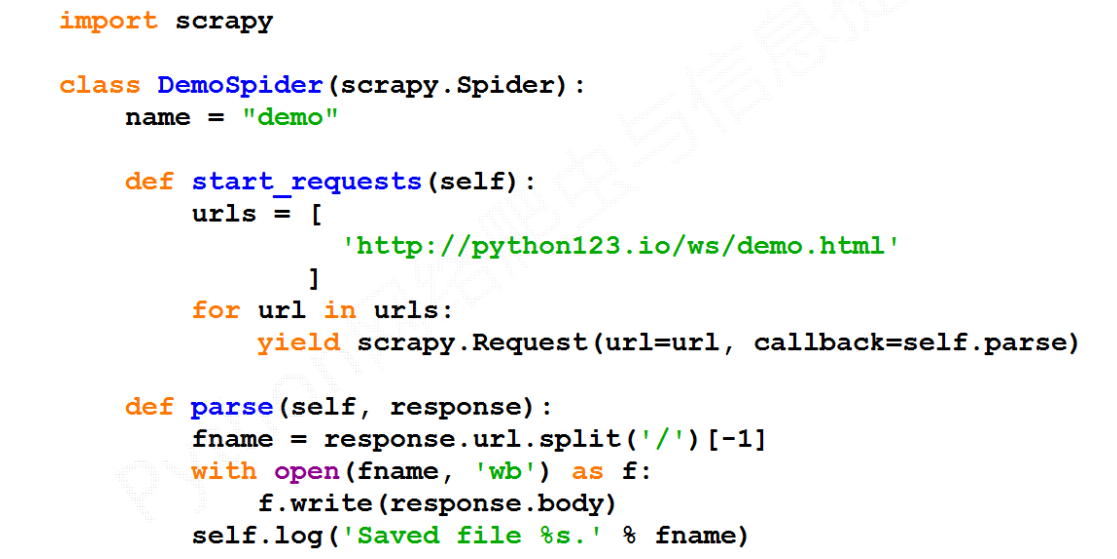 import scrapy
class DemoSpider(scrapy.Spider):
    name = "demo"
    def start_requests(self):
        urls = [
                 'http://python123.io/ws/demo.html'
               ]
        for url in urls:
            yield scrapy.Request(url=url, callback=self.parse)
    def parse(self, response):
        fname = response.url.split('/')[-1]
        with open(fname, 'wb') as f:
            f.write(response.body)
        self.log('Saved file %s.' % fname)